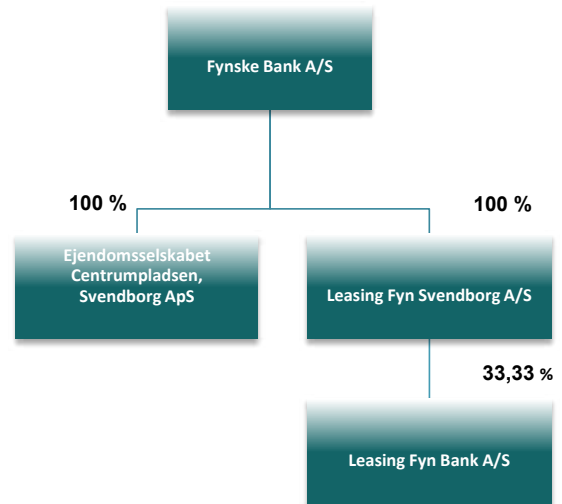 Fynske Bank A/S
100 %
100 %
Ejendomsselskabet
Centrumpladsen,
Svendborg ApS
Leasing Fyn Svendborg A/S
33,33 %
Leasing Fyn Bank A/S